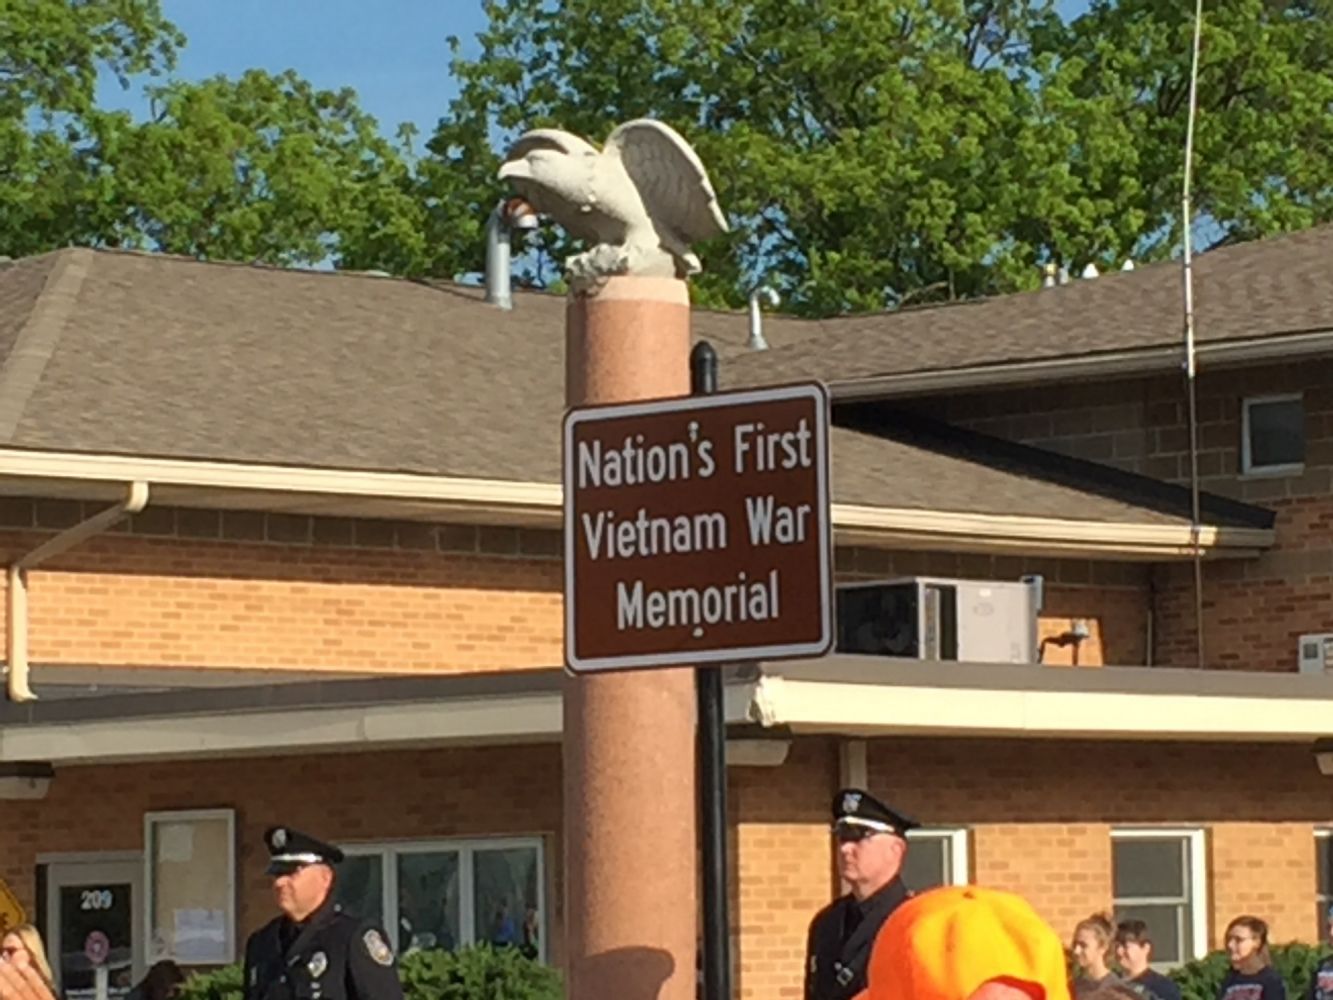 Nation's First
Vietnam War
Memorial
209